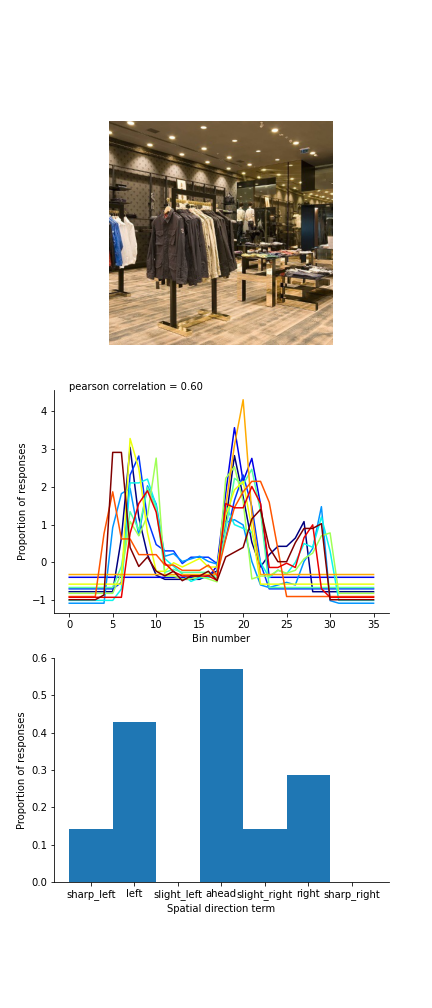 pearson correlation = 0.60
Proportion of responses
4
3
2
1
0
−1
0 5 10 15 20 25 30 35
Bin number
Proportion of responses
0.6
0.5
0.4
0.3
0.2
0.1
0.0
sharp_left left slight_left ahead slight_right right sharp_right
Spatial direction term